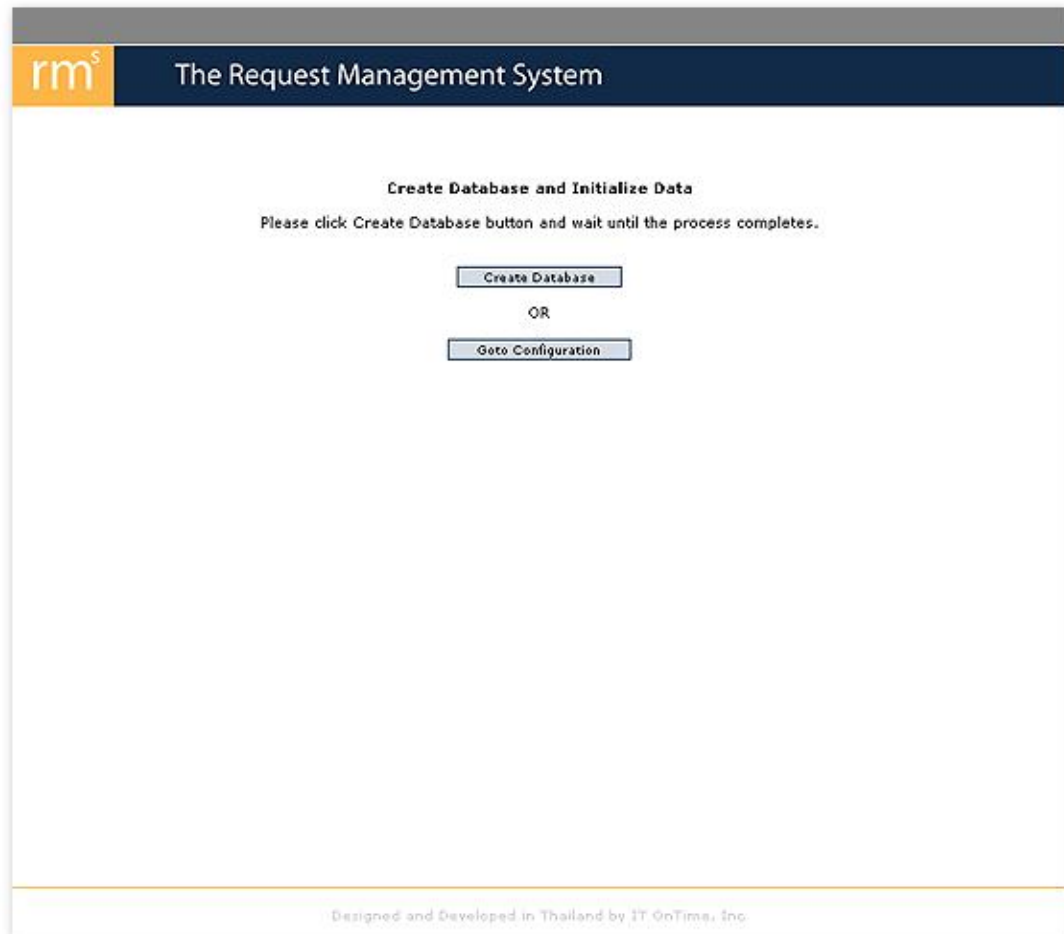 rms
The Request Management System
Create Database and Initialize Data
Please click Create Database button and wait until the process completes.
Create Database
OR
Goto Configuration
Designed and Developed in Thailand by IT OnTime, Inc